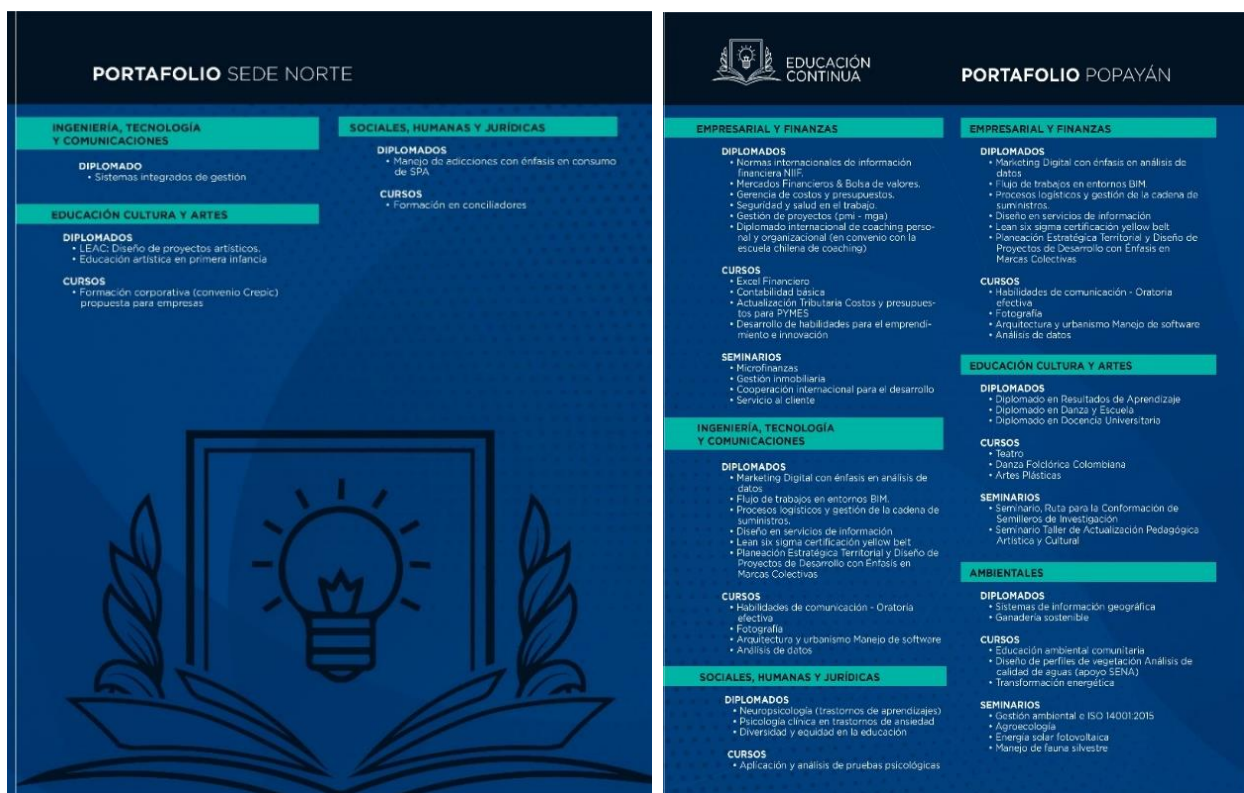 PORTAFOLIO SEDE NORTE
INGENIERÍA, TECNOLOGÍA
Y COMUNICACIONES
DIPLOMADO
• Sistemas integrados de gestión
EDUCACIÓN CULTURA Y ARTES
DIPLOMADOS
• LEAC: Diseño de proyectos artísticos.
• Educación artística en primera infancia
CURSOS
• Formación corporativa (convenio Crepic)
propuesta para empresas
SOCIALES, HUMANAS Y JURÍDICAS
DIPLOMADOS
• Manejo de adicciones con énfasis en consumo
de SPA
CURSOS
• Formación en conciliadores
EDUCACIÓN
CONTINUA
PORTAFOLIO POPAYÁN
EMPRESARIAL Y FINANZAS
DIPLOMADOS
• Normas internacionales de información
financiera NIIF.
• Mercados Financieros & Bolsa de valores.
• Gerencia de costos y presupuestos.
• Seguridad y salud en el trabajo.
• Gestión de proyectos (pmi - mga)
• Diplomado internacional de coaching perso-
nal y organizacional (en convenio con la
escuela chilena de coaching)
CURSOS
• Excel Financiero
• Contabilidad básica
• Actualización Tributaria Costos y presupues-
tos para PYMES
• Desarrollo de habilidades para el emprendi-
miento e innovación
SEMINARIOS
• Microfinanzas
• Gestión inmobiliaria
• Cooperación internacional para el desarrollo
• Servicio al cliente
INGENIERÍA, TECNOLOGÍA
Y COMUNICACIONES
DIPLOMADOS
• Marketing Digital con énfasis en análisis de
datos
• Flujo de trabajos en entornos BIM.
• Procesos logísticos y gestión de la cadena de
suministros.
• Diseño en servicios de información
• Lean six sigma certificación yellow belt
• Planeación Estratégica Territorial y Diseño de
Proyectos de Desarrollo con Énfasis en
Marcas Colectivas
CURSOS
• Habilidades de comunicación - Oratoria
efectiva
• Fotografía
• Arquitectura y urbanismo Manejo de software
• Análisis de datos
SOCIALES, HUMANAS Y JURÍDICAS
DIPLOMADOS
• Neuropsicología (trastornos de aprendizajes)
• Psicología clínica en trastornos de ansiedad
• Diversidad y equidad en la educación
CURSOS
• Aplicación y análisis de pruebas psicológicas
EMPRESARIAL Y FINANZAS
DIPLOMADOS
• Marketing Digital con énfasis en análisis de
datos
• Flujo de trabajos en entornos BIM.
• Procesos logísticos y gestión de la cadena de
suministros.
• Diseño en servicios de información
• Lean six sigma certificación yellow belt
• Planeación Estratégica Territorial y Diseño de
Proyectos de Desarrollo con Énfasis en
Marcas Colectivas
CURSOS
• Habilidades de comunicación - Oratoria
efectiva
• Fotografía
• Arquitectura y urbanismo Manejo de software
• Análisis de datos
EDUCACIÓN CULTURA Y ARTES
DIPLOMADOS
• Diplomado en Resultados de Aprendizaje
• Diplomado en Danza y Escuela
• Diplomado en Docencia Universitaria
CURSOS
• Teatro
• Danza Folclórica Colombiana
• Artes Plásticas
SEMINARIOS
• Seminario, Ruta para la Conformación de
Semilleros de Investigación
• Seminario Taller de Actualización Pedagógica
Artística y Cultural
AMBIENTALES
DIPLOMADOS
• Sistemas de información geográfica
• Ganadería sostenible
CURSOS
• Educación ambiental comunitaria
• Diseño de perfiles de vegetación Análisis de
calidad de aguas (apoyo SENA)
• Transformación energética
SEMINARIOS
• Gestión ambiental e ISO 14001:2015
• Agroecología
• Energía solar fotovoltaica
• Manejo de fauna silvestre